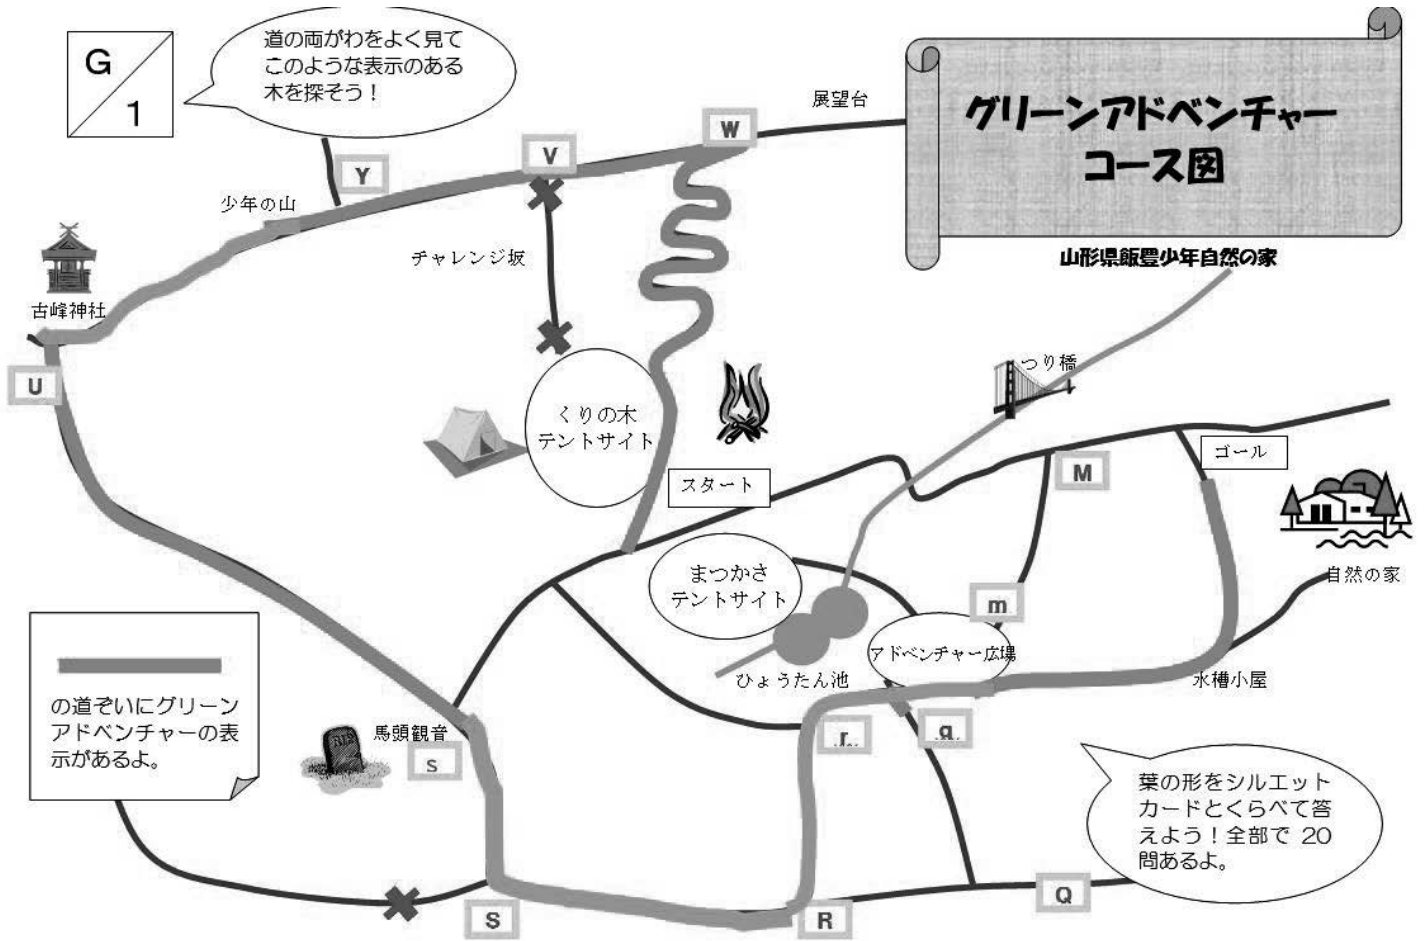 G
1
道の両がわをよく見て
このような表示のある
木を探そう！
グリーンアドベンチャー
コース図
山形県飯豊少年自然の家
展望台
W
V
Y
少年の山
チャレンジ坂
古峰神社
U
くりの木
テントサイト
つり橋
スタート
M
ゴール
自然の家
まつかさ
テントサイト
m
アドベンチャー広場
ひょうたん池
水槽小屋
の道ぞいにグリーン
アドベンチャーの表
示があるよ。
馬頭観音
s
r
q
葉の形をシルエット
カードとくらべて答
えよう！全部で 20
問あるよ。
S
R
Q